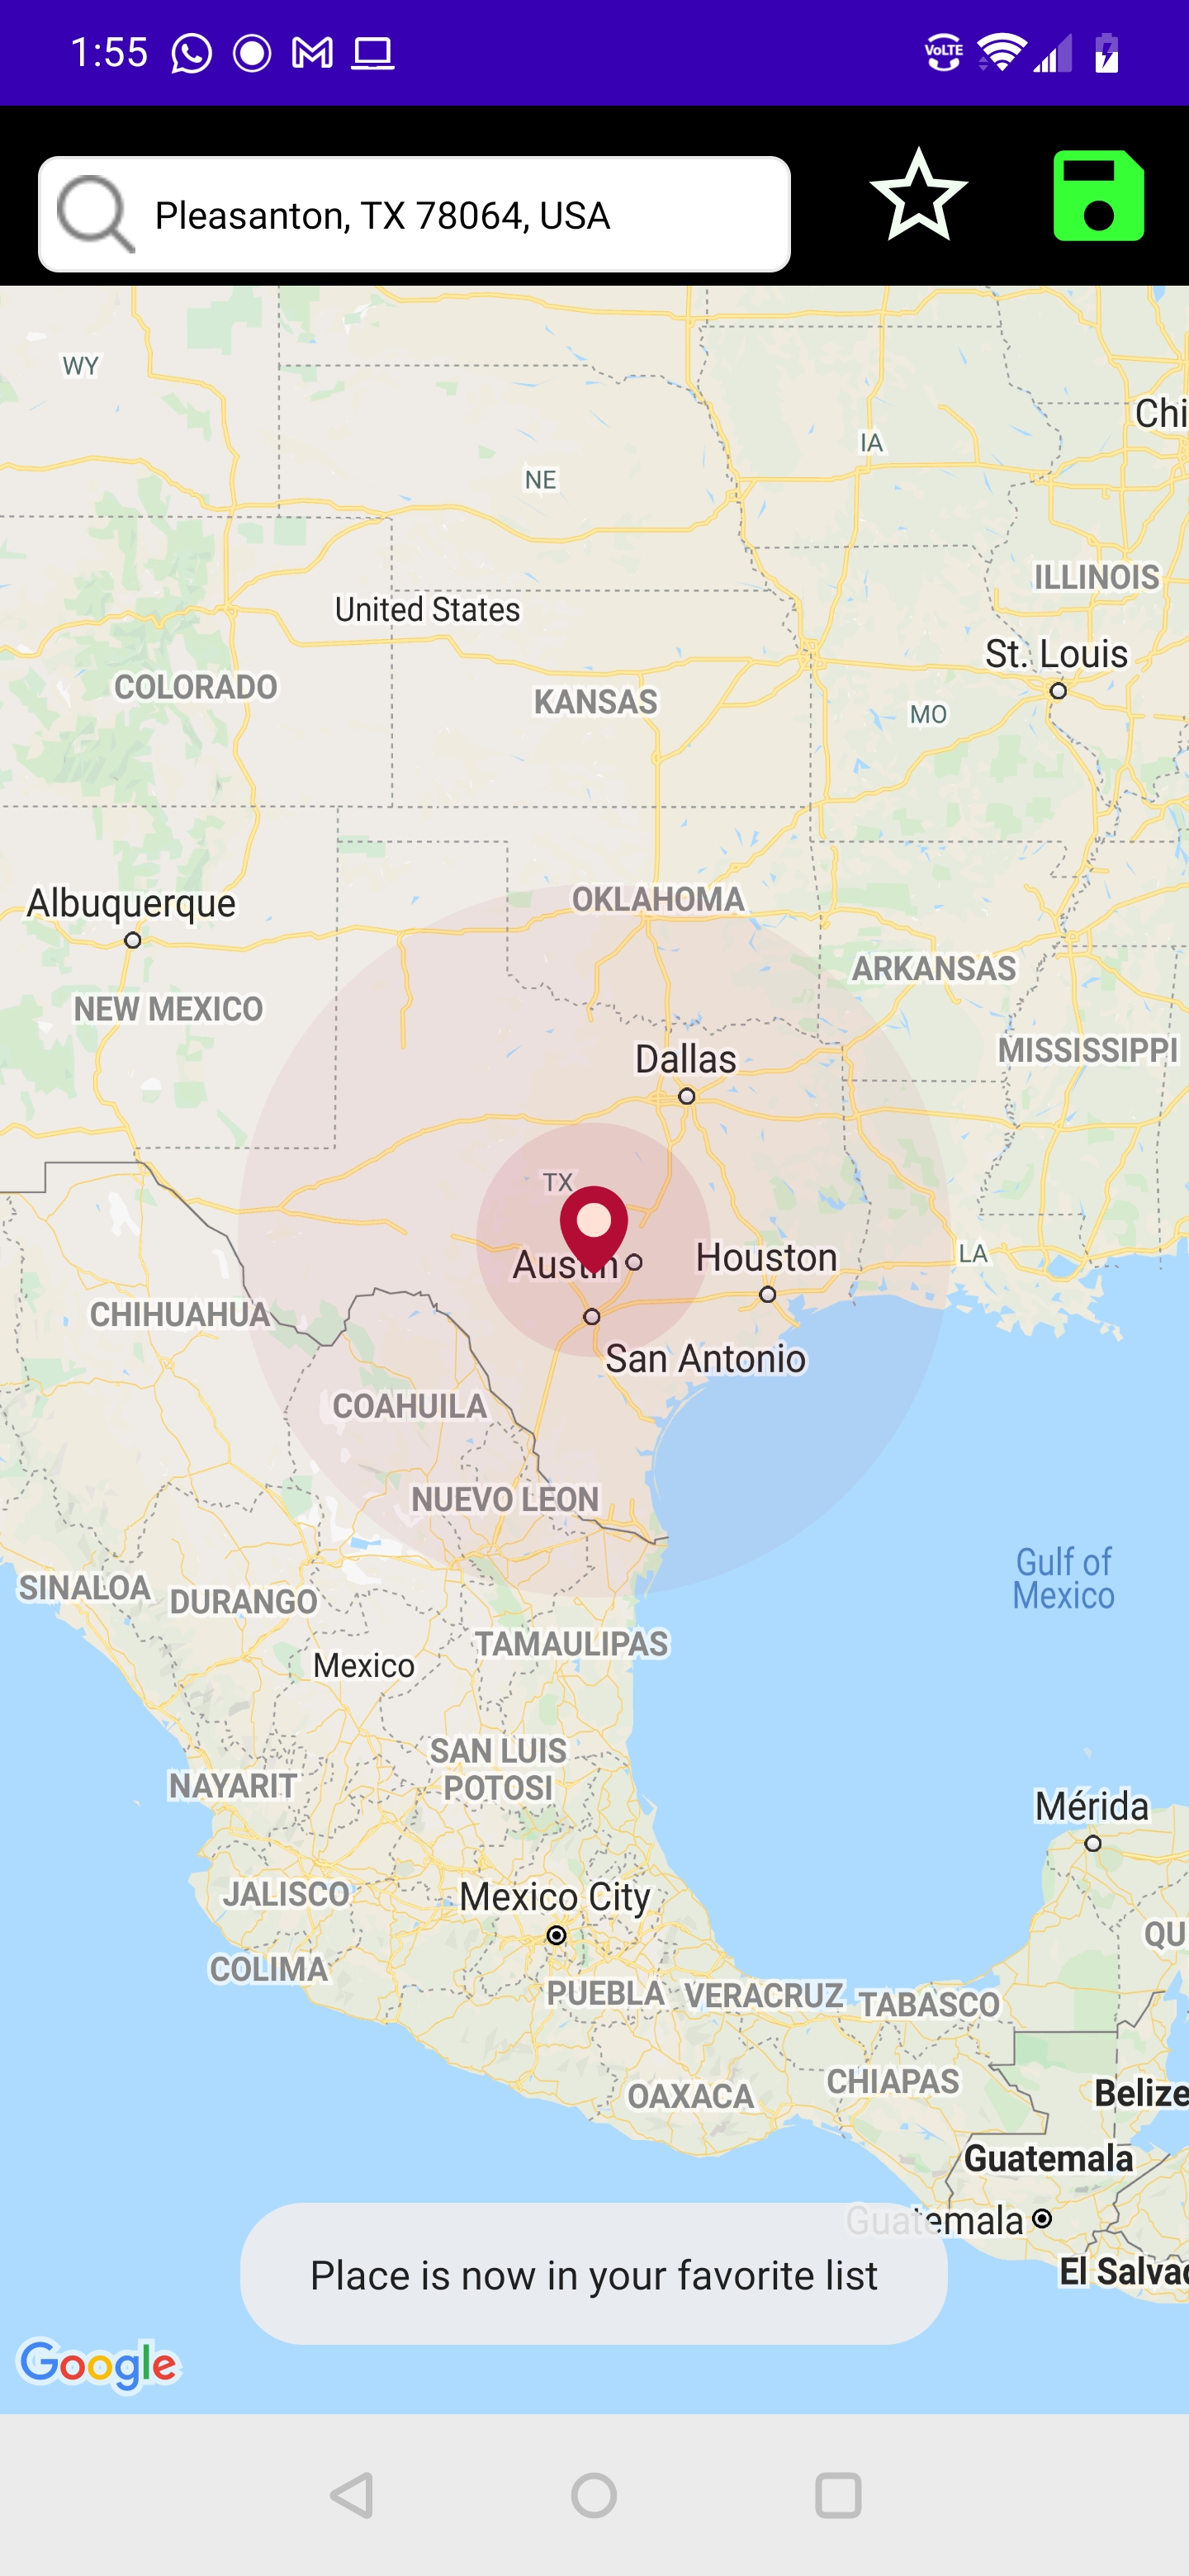 1:55
VoLTE
Pleasanton, TX 78064, USA
WY
Chi
IA
NE
ILLINOIS
United States
St. Louis
COLORADO
KANSAS
MO
Albuquerque
OKLAHOMA
ARKANSAS
NEW MEXICO
MISSISSIPPI
Dallas
TX
Austin
Houston
LA
CHIHUAHUA
San Antonio
COAHUILA
NUEVO LEON
Gulf of
Mexico
SINALOA
DURANGO
TAMAULIPAS
Mexico
SAN LUIS
POTOSI
NAYARIT
Mérida
JALISCO
Mexico City
QU
COLIMA
PUEBLA
VERACRUZ
TABASCO
CHIAPAS
OAXACA
Belize
Guatemala
Guatemala
El Salvad
Place is now in your favorite list
Google